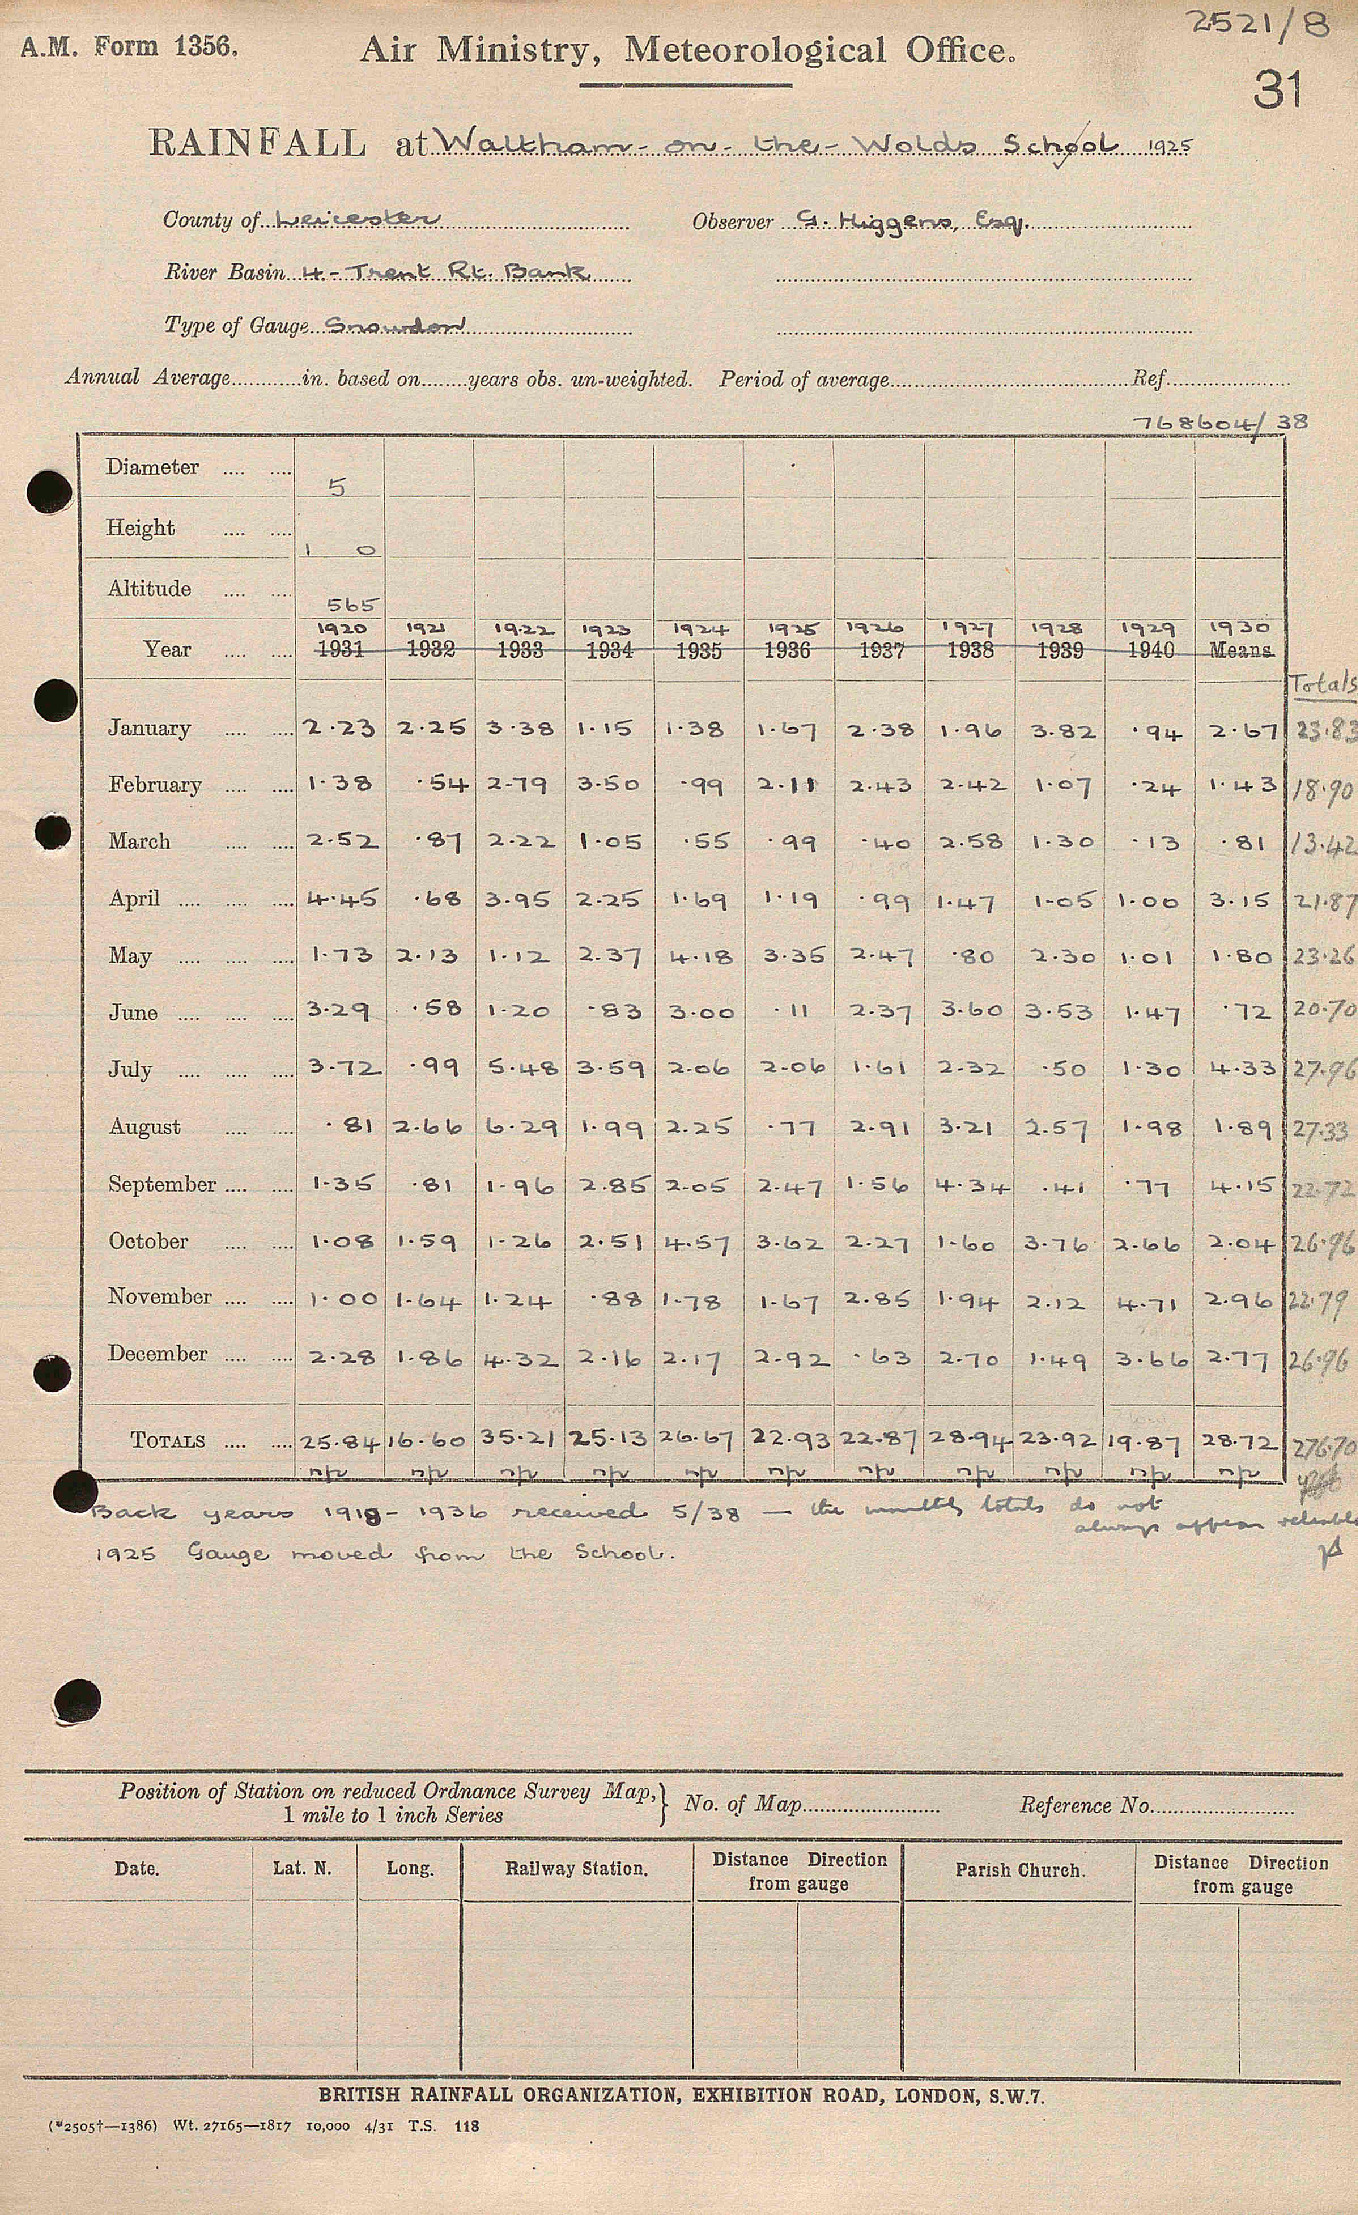 2521/8
A.M. Form 1356.
Air Ministry, Meteorological Office.
31
RAINFALL at Waltham-on-the-Wolds School 1925
County of Leicester Observer G. Higgens, Esq.
River Basin 4-Trent Rt. Bank
Type of Gauge Snowdon
Annual Average............in. based on........years obs. un-weighted. Period of average..........Ref..........
768604/38
Diameter .... .... 5
Height .... .... 1 0
Altitude .... .... 565
1920 1921 1922 1923 1924 1925 1926 1927 1928 1929 1930
Year .... .... 1931 1932 1933 1934 1935 1936 1937 1938 1939 1940 Means
Totals
January .... .... 2.23 2.25 3.38 1.15 1.38 1.67 2.38 1.96 3.82 .94 2.67 23.83
February .... .... 1.38 .54 2.79 3.50 .99 2.11 2.43 2.42 1.07 .24 1.43 18.90
March .... .... 2.52 .87 2.22 1.05 .55 .99 .40 2.58 1.30 .13 .81 13.42
April .... .... .... 4.45 .68 3.95 2.25 1.69 1.19 .99 1.47 1.05 1.00 3.15 21.87
May .... .... .... 1.73 2.13 1.12 2.37 4.18 3.35 2.47 .80 2.30 1.01 1.80 23.26
June .... .... .... 3.29 .58 1.20 .83 3.00 .11 2.37 3.60 3.53 1.47 .72 20.70
July .... .... .... 3.72 .99 5.48 3.59 2.06 2.06 1.61 2.32 .50 1.30 4.33 27.96
August .... .... .81 2.66 6.29 1.99 2.25 .77 2.91 3.21 2.57 1.98 1.89 27.33
September .... .... 1.35 .81 1.96 2.85 2.05 2.47 1.56 4.34 .41 .77 4.15 22.72
October .... .... 1.08 1.59 1.26 2.51 4.57 3.62 2.27 1.60 3.76 2.66 2.04 26.96
November .... .... 1.00 1.64 1.24 .88 1.78 1.67 2.85 1.94 2.12 4.71 2.96 22.79
December .... .... 2.28 1.86 4.32 2.16 2.17 2.92 .63 2.70 1.49 3.66 2.77 26.96
TOTALS .... .... 25.84 16.60 35.21 25.13 26.67 22.93 22.87 28.94 23.92 19.87 28.72 276.70
Back years 1918-1936 received 5/38 — the monthly totals do not
always appear reliable
1925 Gauge moved from the School.
Position of Station on reduced Ordnance Survey Map,} No. of Map.......... Reference No..........
1 mile to 1 inch Series
Date. Lat. N. Long. Railway Station. Distance Direction from gauge Parish Church. Distance Direction from gauge
BRITISH RAINFALL ORGANIZATION, EXHIBITION ROAD, LONDON, S.W.7.
(*2505†—1386) Wt. 27165—1817 10,000 4/31 T.S. 118